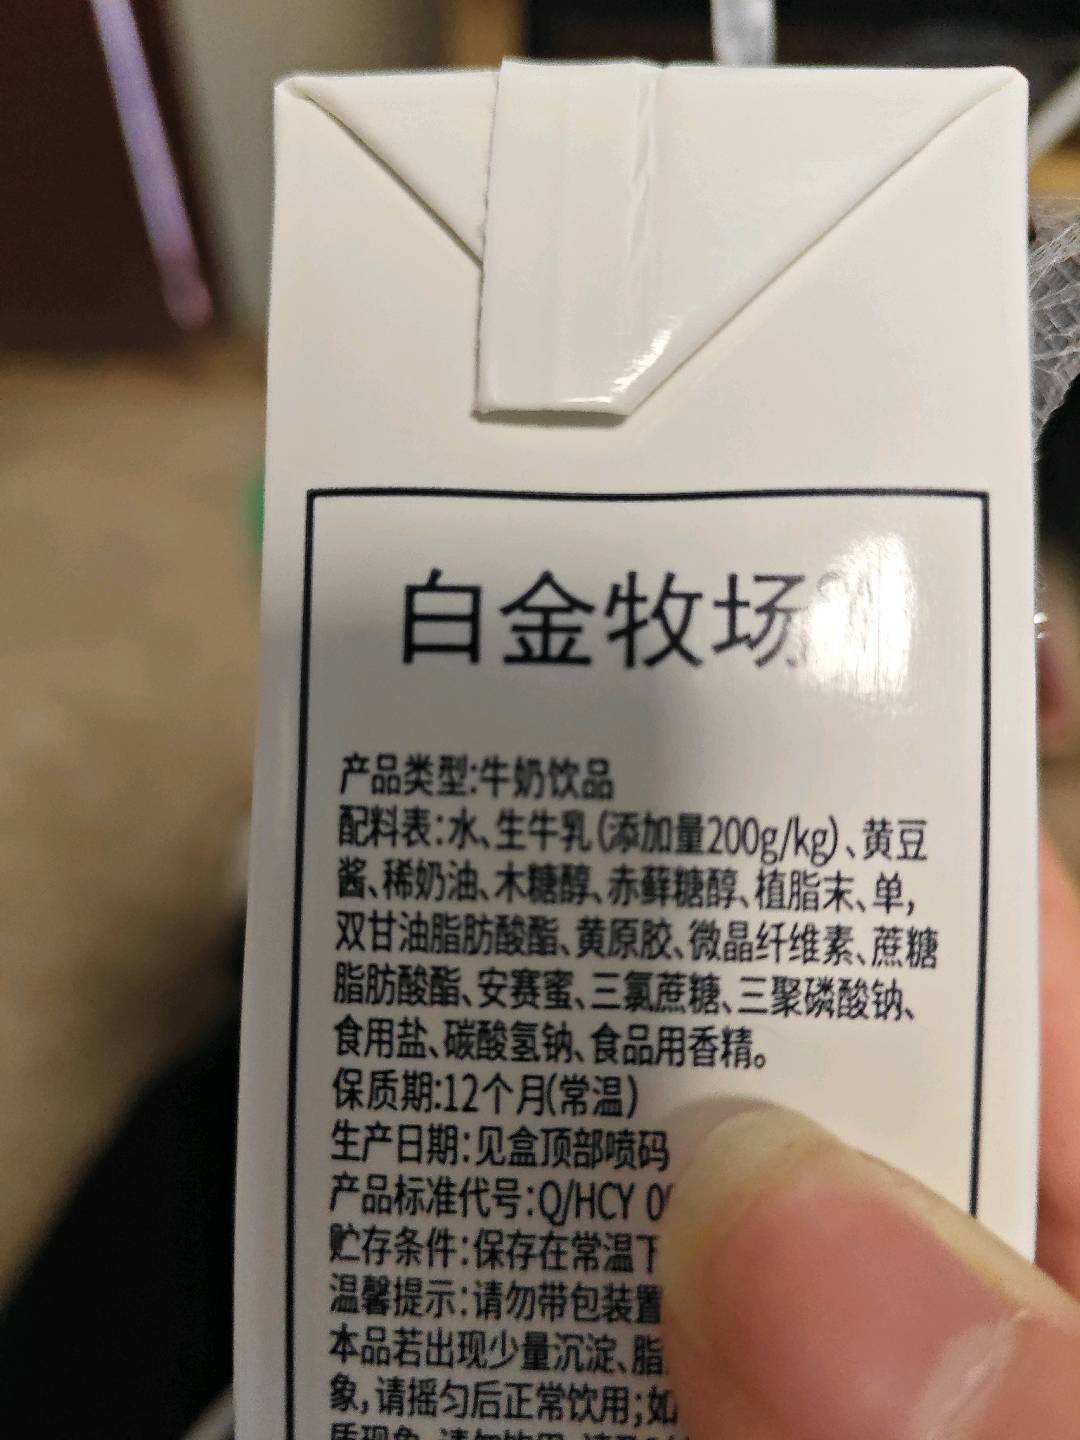 白金牧场
产品类型:牛奶饮品
配料表:水、生牛乳(添加量200g/kg)、黄豆
酱、稀奶油、木糖醇、赤藓糖醇、植脂末、单,
双甘油脂肪酸酯、黄原胶、微晶纤维素、蔗糖
脂肪酸酯、安赛蜜、三氯蔗糖、三聚磷酸钠、
食用盐、碳酸氢钠、食品用香精。
保质期:12个月(常温)
生产日期:见盒顶部喷码
产品标准代号:Q/HCY
贮存条件:保存在常温下
温馨提示:请勿带包装置
本品若出现少量沉淀、脂
象,请摇匀后正常饮用;如